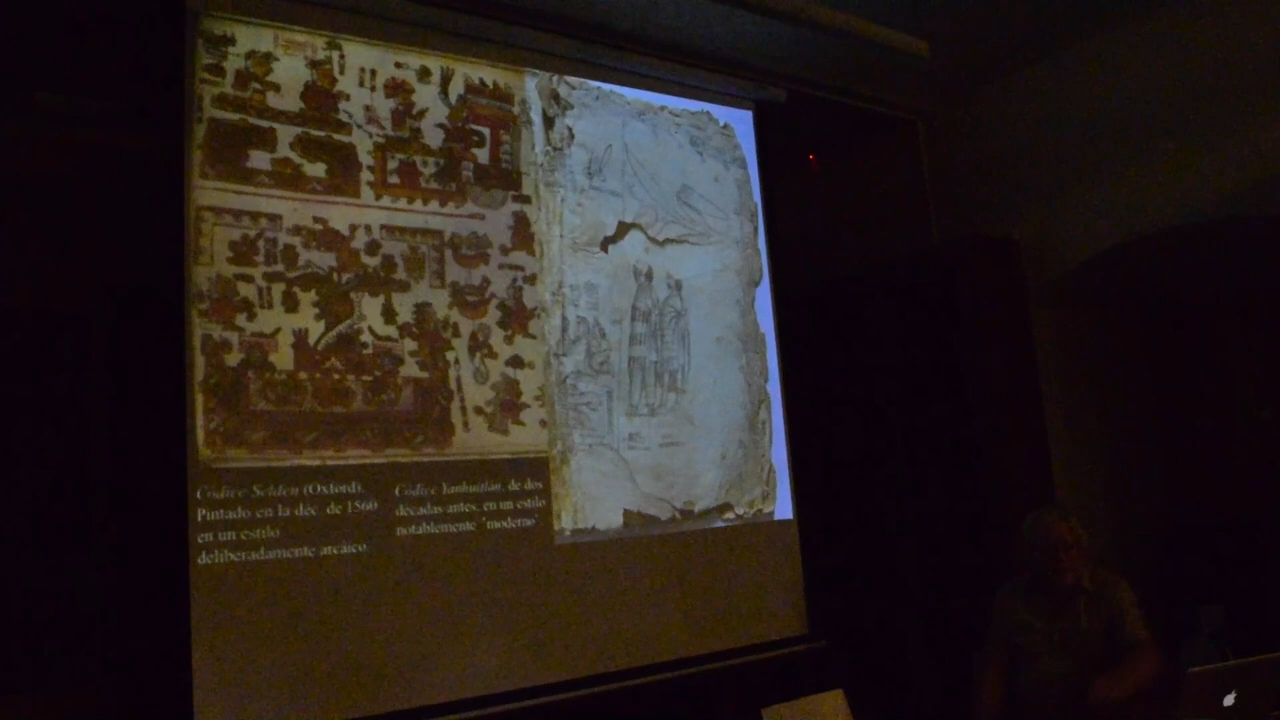 Códice Selden (Oxford).
Pintado en la déc. de 1560
en un estilo
deliberadamente arcáico.
Códice Yanhuitlán, de dos
décadas antes, en un estilo
notablemente "moderno"